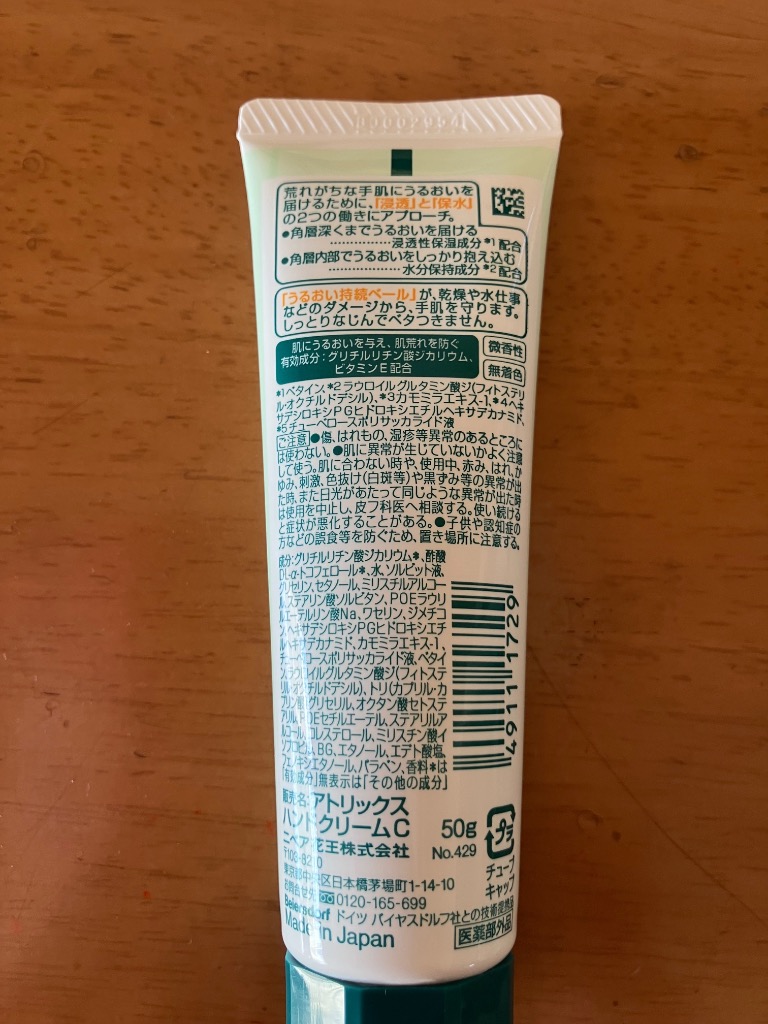 荒れがちな手肌にうるおいを
届けるために、「浸透」と「保水」
の2つの働きにアプローチ。
●角層深くまでうるおいを届ける
……………浸透性保湿成分*1配合
●角層内部でうるおいをしっかり抱え込む
………………水分保持成分*2配合
「うるおい持続ベール」が、乾燥や水仕事
などのダメージから、手肌を守ります。
しっとりなじんでベタつきません。
肌にうるおいを与え、肌荒れを防ぐ
有効成分:グリチルリチン酸ジカリウム、
ビタミンE配合
微香性
無着色
*1ベタイン、*2ラウロイルグルタミン酸ジ(フィトステリ
ル・オクチルドデシル)、*3カモミラエキス-1、*4ヘキ
サデシロキシPGヒドロキシエチルヘキサデカナミド、
*5チューベロースポリサッカライド液
ご注意●傷、はれもの、湿疹等異常のあるところに
は使わない。●肌に異常が生じていないかよく注意
して使う。肌に合わない時や、使用中、赤み、はれ、か
ゆみ、刺激、色抜け(白斑等)や黒ずみ等の異常が出
た時、また日光があたって同じような異常が出た時
は使用を中止し、皮フ科医へ相談する。使い続ける
と症状が悪化することがある。●子供や認知症の
方などの誤食等を防ぐため、置き場所に注意する。
成分:グリチルリチン酸ジカリウム*、酢酸
DL-α-トコフェロール*、水、ソルビット液、
グリセリン、セタノール、ミリスチルアルコー
ル、ステアリン酸ソルビタン、POEラウリ
ルエーテルリン酸Na、ワセリン、ジメチコ
ン、ヘキサデシロキシPGヒドロキシエチ
ルヘキサデカナミド、カモミラエキス-1、
チューベロースポリサッカライド液、ベタイ
ン、ラウロイルグルタミン酸ジ(フィトステ
リル・オクチルドデシル)、トリ(カプリル・カ
プリン酸)グリセリル、オクタン酸セトステ
アリル、POEセチルエーテル、ステアリルア
ルコール、コレステロール、ミリスチン酸イ
ソプロピル、BG、エタノール、エデト酸塩、
フェノキシエタノール、パラベン、香料*は
「有効成分」無表示は「その他の成分」
4911 1729
販売名:アトリックス
ハンドクリームC
50g
ニベア花王株式会社
No.429
〒103-8210
東京都中央区日本橋茅場町1-14-10
お問合せ先 0120-165-699
Beiersdorf ドイツ バイヤスドルフ社との技術提携品
Made in Japan
プラ
チューブ
キャップ
医薬部外品